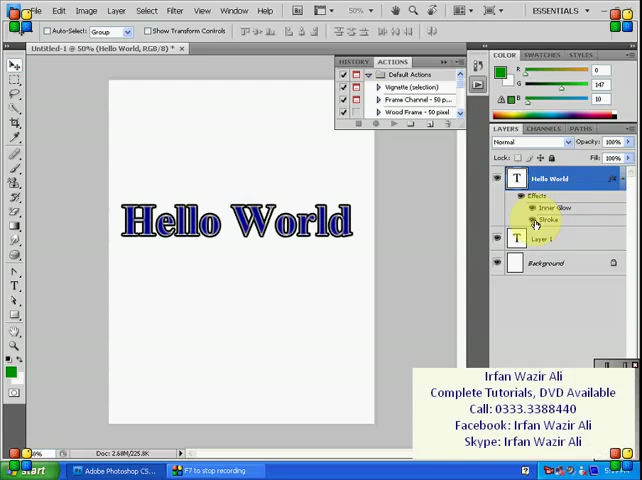 File Edit Image Layer Select Filter View Window Help 50% ESSENTIALS
Auto-Select: Group Show Transform Controls
Untitled-1 @ 50% (Hello World, RGB/8) *
HISTORY ACTIONS
Default Actions
Vignette (selection)
Frame Channel - 50 p...
Wood Frame - 50 pixel
COLOR SWATCHES STYLES
R 0
G 147
B 10
LAYERS CHANNELS PATHS
Normal Opacity: 100%
Lock: Fill: 100%
T Hello World fx
Effects
Inner Glow
Stroke
T Layer 1
Background
Hello World
Irfan Wazir Ali
Complete Tutorials, DVD Available
Call: 0333.3388440
Facebook: Irfan Wazir Ali
Skype: Irfan Wazir Ali
Doc: 2.68M/225.8K
start Adobe Photoshop CS... F7 to stop recording